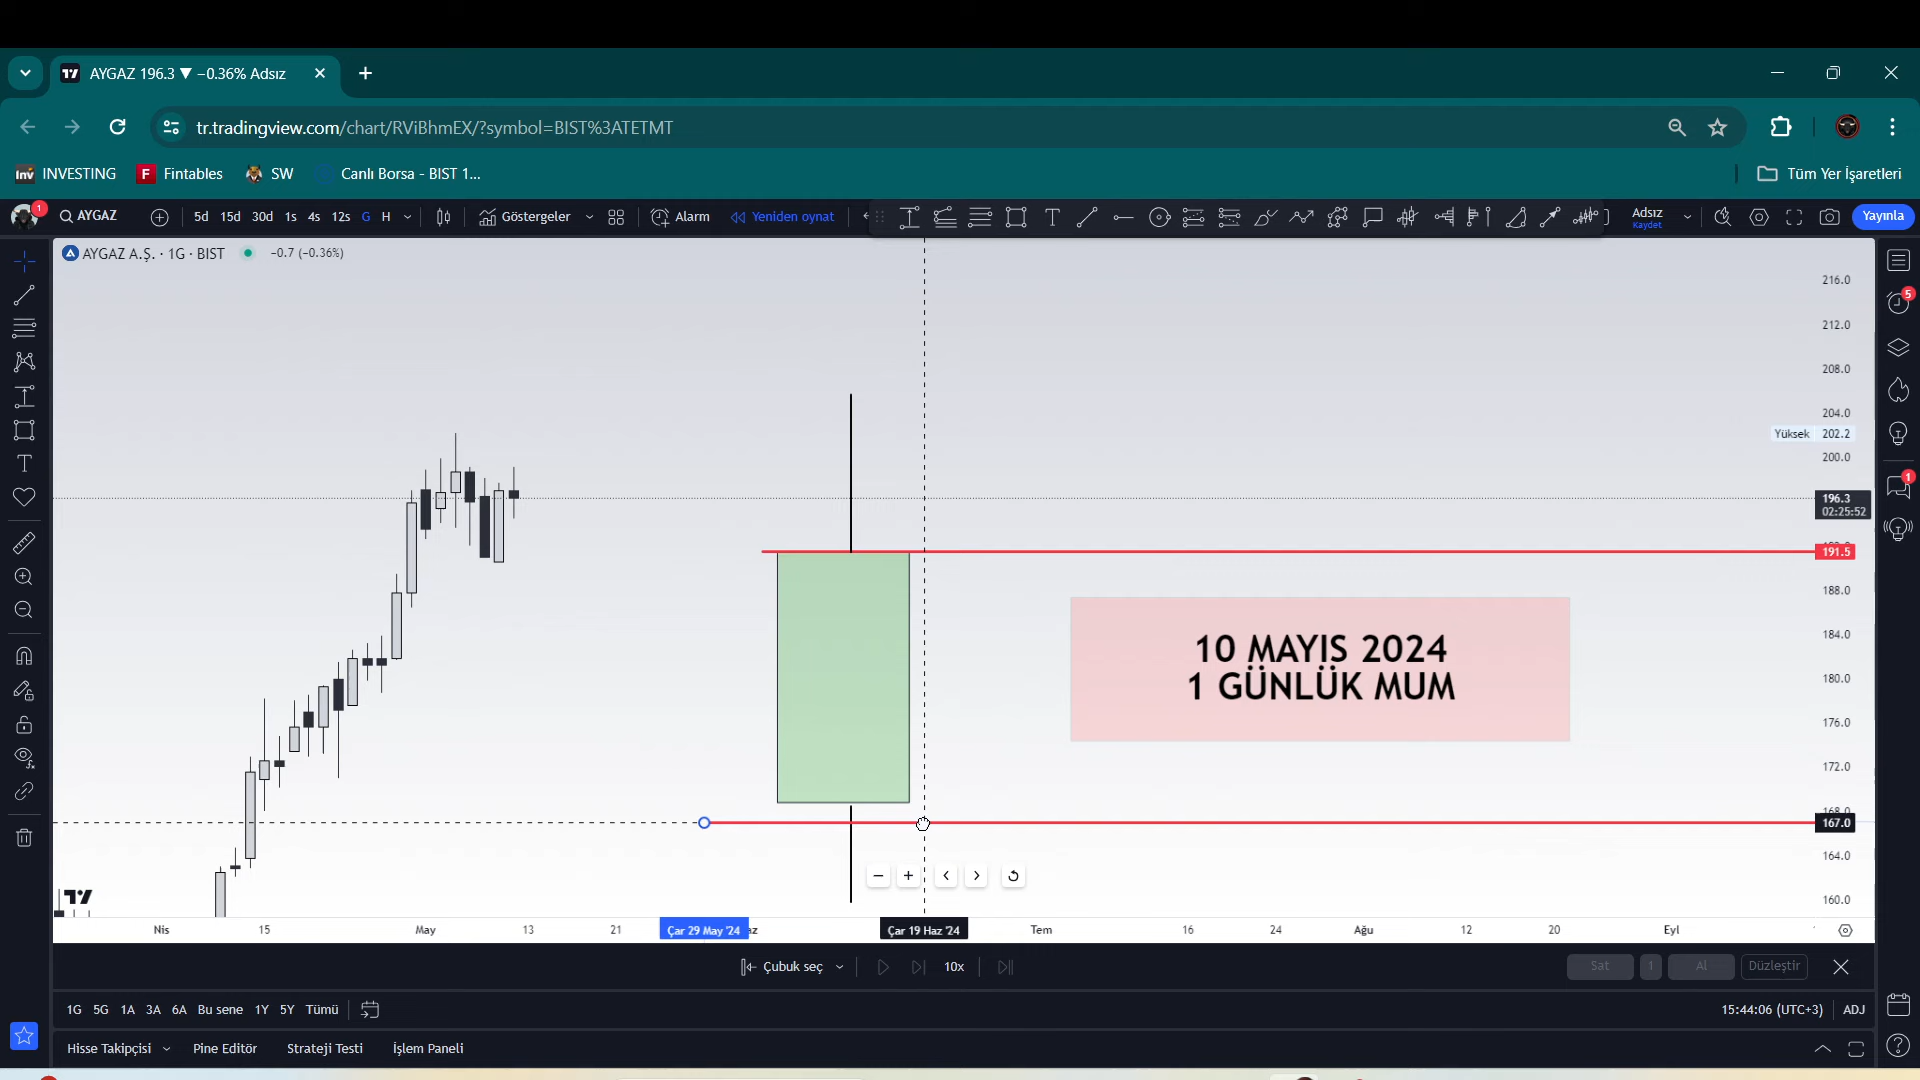 AYGAZ 196.3 ▼ −0.36% Adsız
tr.tradingview.com/chart/RViBhmEX/?symbol=BIST%3ATETMT
INVESTING
Fintables
SW
Canlı Borsa - BIST 1...
Tüm Yer İşaretleri
1
AYGAZ
5d 15d 30d 1s 4s 12s G H
Göstergeler
Alarm
Yeniden oynat
Adsız
Kaydet
Yayınla
AYGAZ A.Ş. · 1G · BIST
−0.7 (−0.36%)
216.0
212.0
208.0
204.0
Yüksek 202.2
200.0
196.3
02:25:52
191.5
188.0
184.0
180.0
176.0
172.0
168.0
167.0
164.0
160.0
5
1
10 MAYIS 2024
1 GÜNLÜK MUM
Nis 15 May 13 21 Çar 29 May '24 Çar 19 Haz '24 Tem 16 24 Ağu 12 20 Eyl
Çubuk seç
10x
Sat 1 Al Düzleştir
1G 5G 1A 3A 6A Bu sene 1Y 5Y Tümü
15:44:06 (UTC+3) ADJ
Hisse Takipçisi Pine Editör Strateji Testi İşlem Paneli